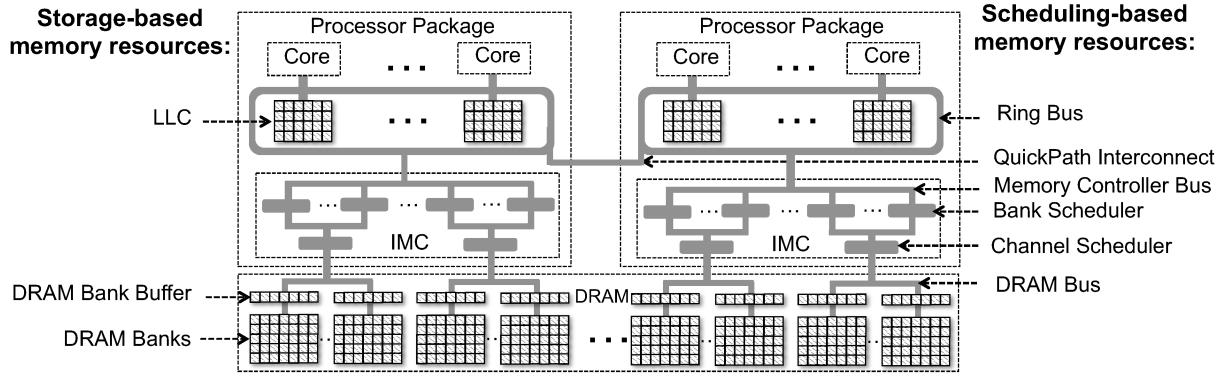 Storage-based
memory resources:
Processor Package
Processor Package
Scheduling-based
memory resources:
Core
...
Core
Core
...
Core
LLC
...
...
Ring Bus
QuickPath Interconnect
Memory Controller Bus
...
...
...
...
...
...
Bank Scheduler
IMC
IMC
Channel Scheduler
DRAM Bus
DRAM Bank Buffer
DRAM
DRAM Banks
..
..
...
..
..